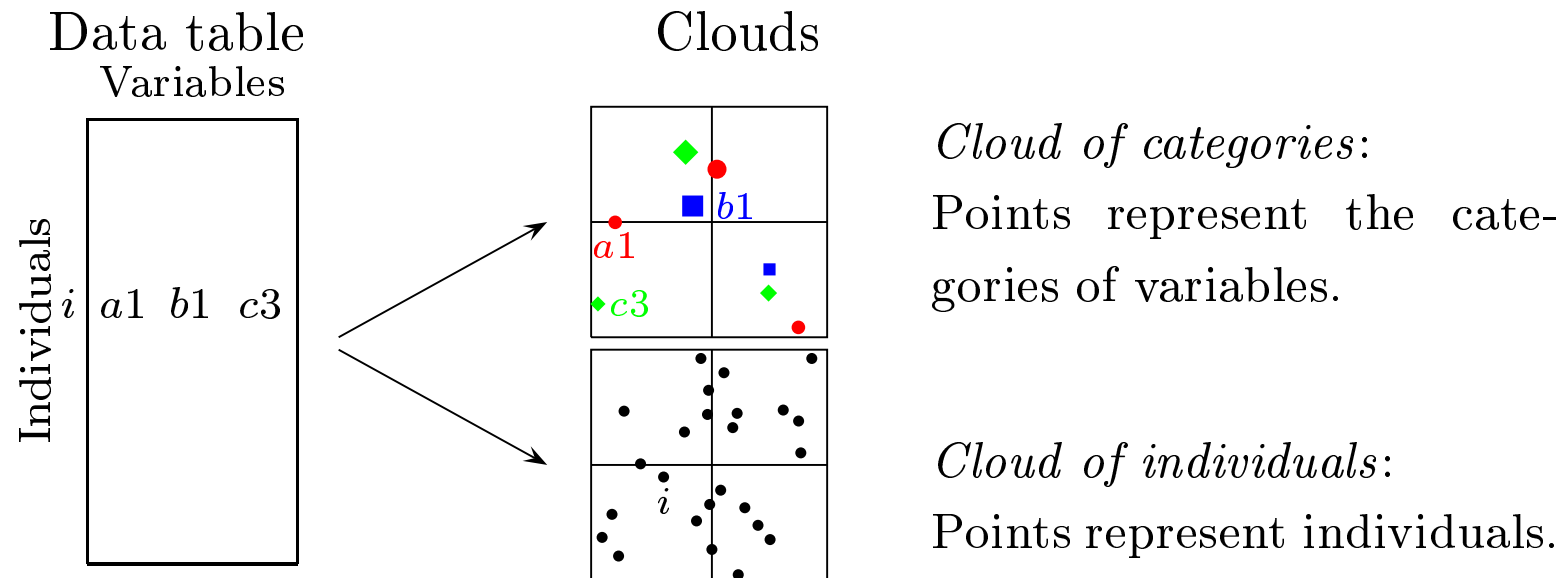 Data table
Variables
Individuals
i a1 b1 c3
Clouds
b1
a1
c3
i
Cloud of categories:
Points represent the cate-
gories of variables.
Cloud of individuals:
Points represent individuals.